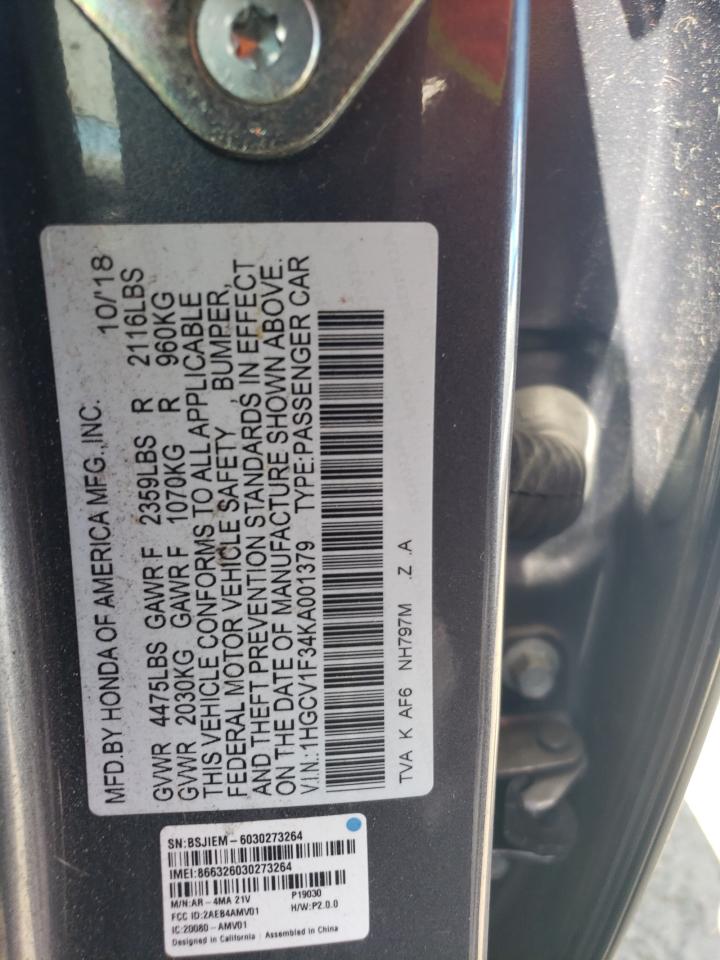 MFD.BY HONDA OF AMERICA MFG.,INC. 10/'18
GVWR 4475LBS GAWR F 2359LBS R 2116LBS
GVWR 2030KG GAWR F 1070KG R 960KG
THIS VEHICLE CONFORMS TO ALL APPLICABLE
FEDERAL MOTOR VEHICLE SAFETY , BUMPER,
AND THEFT PREVENTION STANDARDS IN EFFECT
ON THE DATE OF MANUFACTURE SHOWN ABOVE.
V.I.N.:1HGCV1F34KA001379 TYPE:PASSENGER CAR
TVA K AF6 NH797M .Z .A
SN:BSJIEM-6030273264
IMEI:866326030273264
M/N:AR-4MA 21V P19030
FCC ID:2AEB4AMV01 H/W:P2.0.0
IC:20080-AMV01
Designed in California Assembled in China